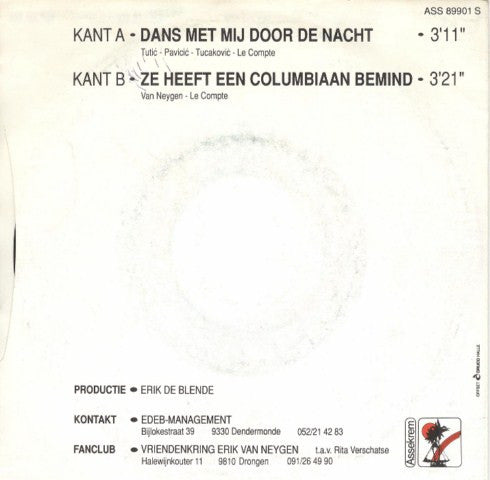 ASS 89901 S
KANT A • DANS MET MIJ DOOR DE NACHT • 3'11"
Tutić - Pavicić - Tucaković - Le Compte
KANT B • ZE HEEFT EEN COLUMBIAAN BEMIND • 3'21"
Van Neygen - Le Compte
PRODUCTIE • ERIK DE BLENDE
KONTAKT • EDEB-MANAGEMENT
Bijlokestraat 39 9330 Dendermonde 052/21 42 83
FANCLUB • VRIENDENKRING ERIK VAN NEYGEN t.a.v. Rita Verschatse
Halewijnkouter 11 9810 Drongen 091/26 49 90
Assekrem